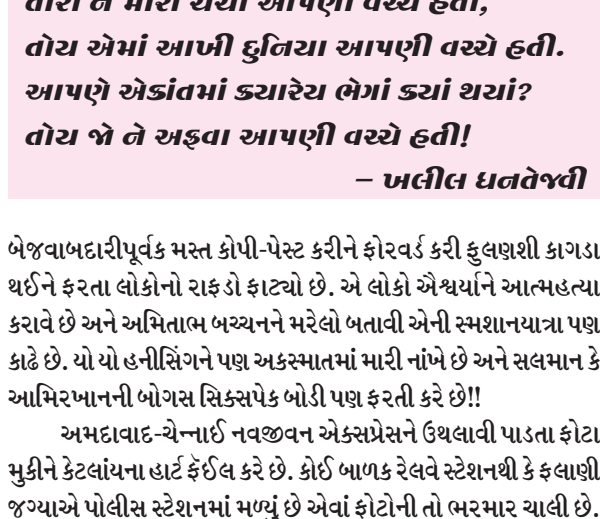 તારી ને મારી ચર્ચા આપણી વચ્ચે હતી,
તોય એમાં આખી દુનિયા આપણી વચ્ચે હતી.
આપણે એકાંતમાં ક્યારેય ભેગાં ક્યાં થયાં?
તોય જો ને અફવા આપણી વચ્ચે હતી!
– ખલીલ ધનતેજવી
બેજવાબદારીપૂર્વક મસ્ત કોપી-પેસ્ટ કરીને ફોરવર્ડ કરી ફુલણશી કાગડા
થઈને ફરતા લોકોનો રાફડો ફાટ્યો છે. એ લોકો ઐશ્વર્યાને આત્મહત્યા
કરાવે છે અને અમિતાભ બચ્ચનને મરેલો બતાવી એની સ્મશાનયાત્રા પણ
કાઢે છે. યો યો હનીસિંગને પણ અકસ્માતમાં મારી નાંખે છે અને સલમાન કે
આમિરખાનની બોગસ સિક્સપેક બોડી પણ ફરતી કરે છે!!
અમદાવાદ-ચેન્નાઈ નવજીવન એક્સપ્રેસને ઉથલાવી પાડતા ફોટા
મુકીને કેટલાંયના હાર્ટ ફેંઈલ કરે છે. કોઈ બાળક રેલવે સ્ટેશનથી કે ફલાણી
જગ્યાએ પોલીસ સ્ટેશનમાં મળ્યું છે એવાં ફોટોની તો ભરમાર ચાલી છે.